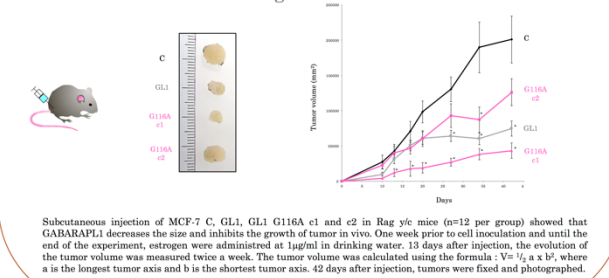 C
GL1
G116A
c1
G116A
c2
Tumor volume (mm³)
C
G116A
c2
GL1
G116A
c1
Days
Subcutaneous injection of MCF-7 C, GL1, GL1 G116A c1 and c2 in Rag γ/c mice (n=12 per group) showed that
GABARAPL1 decreases the size and inhibits the growth of tumor in vivo. One week prior to cell inoculation and until the
end of the experiment, estrogen were administred at 1µg/ml in drinking water. 13 days after injection, the evolution of
the tumor volume was measured twice a week. The tumor volume was calculated using the formula : V= ¹/₂ a x b², where
a is the longest tumor axis and b is the shortest tumor axis. 42 days after injection, tumors were fixed and photographed.